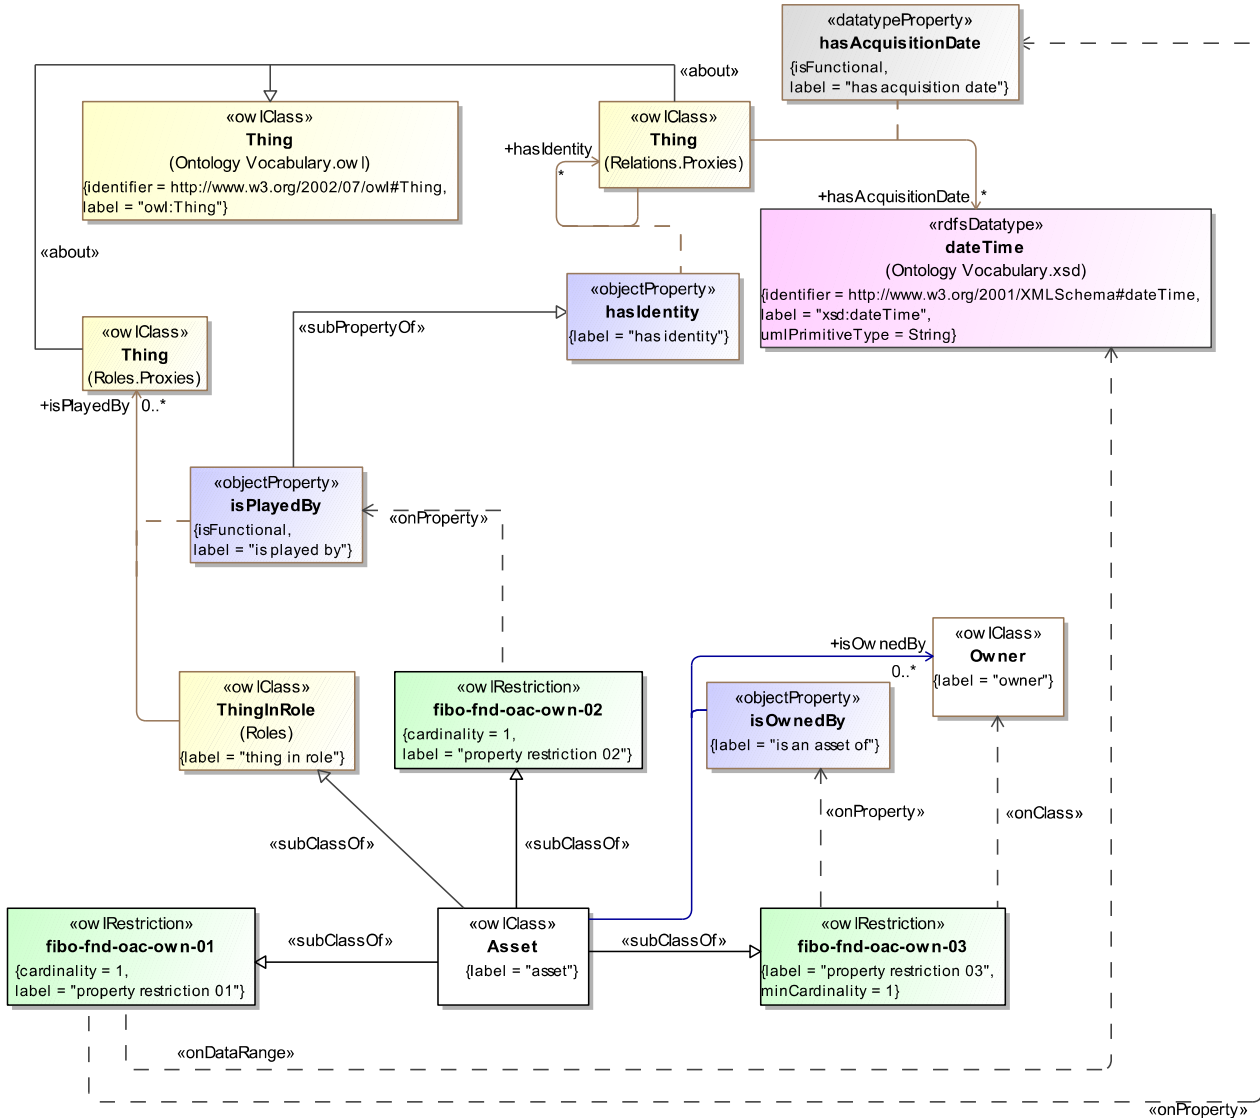 «datatypeProperty»
hasAcquisitionDate
{isFunctional,
label = "has acquisition date"}
«about»
«owlClass»
Thing
(Ontology Vocabulary.owl)
{identifier = http://www.w3.org/2002/07/owl#Thing,
label = "owl:Thing"}
«owlClass»
Thing
(Relations.Proxies)
+hasIdentity
*
+hasAcquisitionDate
*
«rdfsDatatype»
dateTime
(Ontology Vocabulary.xsd)
{identifier = http://www.w3.org/2001/XMLSchema#dateTime,
label = "xsd:dateTime",
umlPrimitiveType = String}
«about»
«objectProperty»
hasIdentity
{label = "has identity"}
«subPropertyOf»
«owlClass»
Thing
(Roles.Proxies)
+isPlayedBy
0..*
«objectProperty»
isPlayedBy
{isFunctional,
label = "is played by"}
«onProperty»
«owlClass»
Owner
{label = "owner"}
+isOwnedBy
0..*
«owlClass»
ThingInRole
(Roles)
{label = "thing in role"}
«owlRestriction»
fibo-fnd-oac-own-02
{cardinality = 1,
label = "property restriction 02"}
«objectProperty»
isOwnedBy
{label = "is an asset of"}
«onProperty»
«onClass»
«subClassOf»
«subClassOf»
«owlRestriction»
fibo-fnd-oac-own-01
{cardinality = 1,
label = "property restriction 01"}
«subClassOf»
«owlClass»
Asset
{label = "asset"}
«subClassOf»
«owlRestriction»
fibo-fnd-oac-own-03
{label = "property restriction 03",
minCardinality = 1}
«onDataRange»
«onProperty»